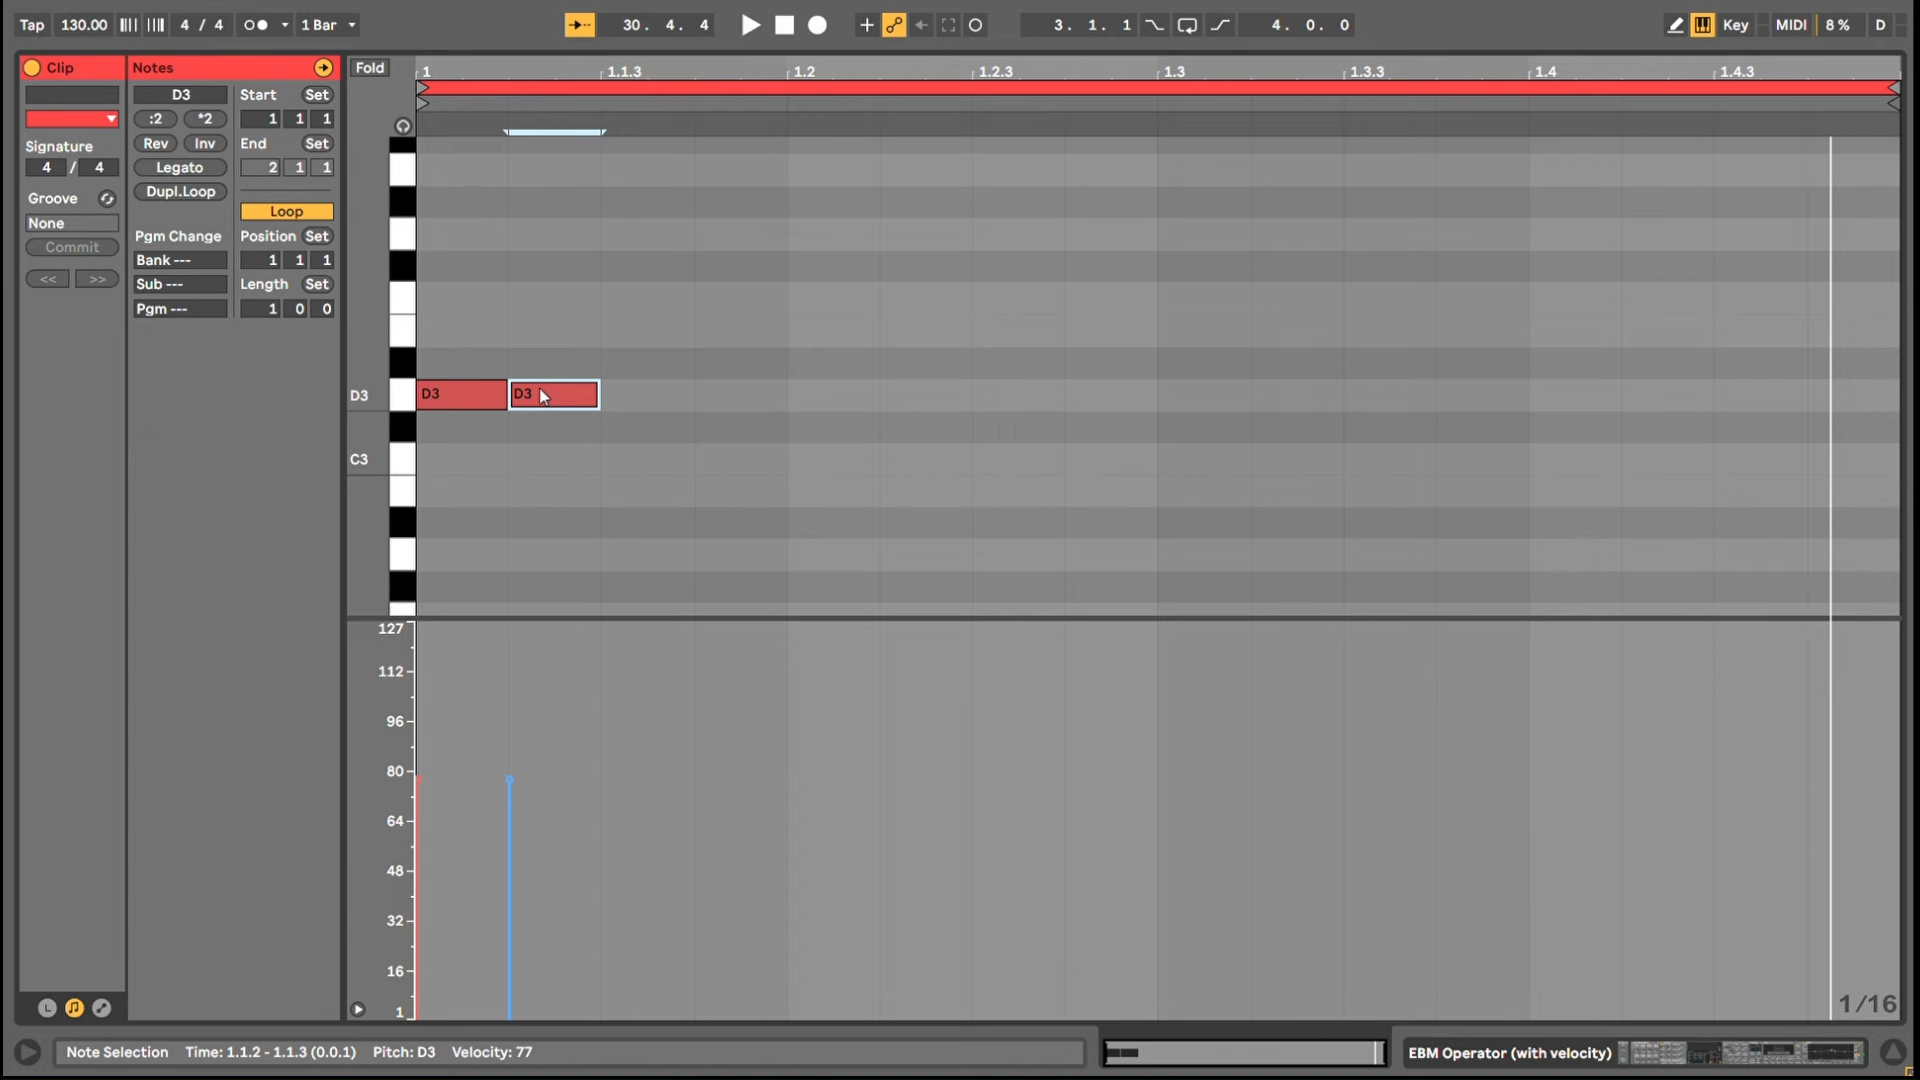 Tap 130.00 4 / 4 1 Bar 30. 4. 4 3. 1. 1 4. 0. 0 Key MIDI 8 % D
Clip Notes Fold 1 1.1.3 1.2 1.2.3 1.3 1.3.3 1.4 1.4.3
D3 Start Set
:2 *2 1 1 1
Rev Inv End Set
Signature
4 / 4 Legato 2 1 1
Dupl.Loop
Groove
Loop
None
Pgm Change Position Set
Commit
Bank --- 1 1 1
<< >>
Sub --- Length Set
Pgm --- 1 0 0
D3 D3 D3
C3
127
112
96
80
64
48
32
16
1
L
1/16
Note Selection Time: 1.1.2 - 1.1.3 (0.0.1) Pitch: D3 Velocity: 77 EBM Operator (with velocity)